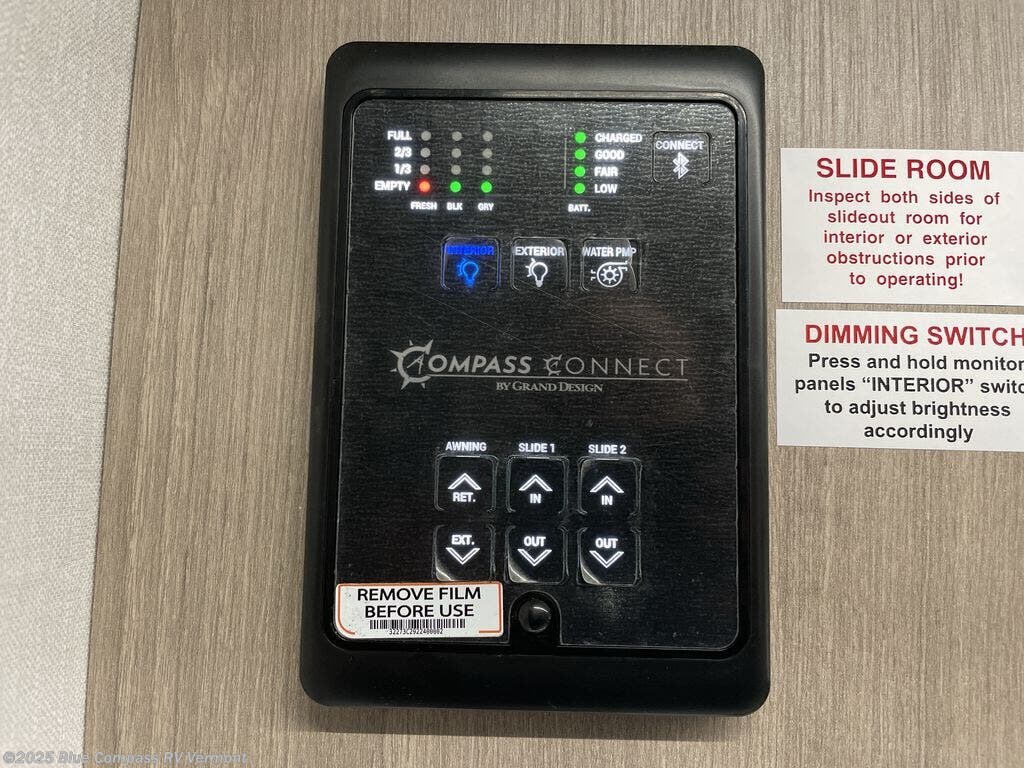 FULL
2/3
1/3
EMPTY
FRESH BLK GRY
CHARGED
GOOD
FAIR
LOW
BATT.
CONNECT
INTERIOR EXTERIOR WATER PMP
COMPASS CONNECT
BY GRAND DESIGN
AWNING SLIDE 1 SLIDE 2
RET. IN IN
EXT. OUT OUT
REMOVE FILM
BEFORE USE
32273C2922400002
SLIDE ROOM
Inspect both sides of
slideout room for
interior or exterior
obstructions prior
to operating!
DIMMING SWITCH
Press and hold monitor
panels “INTERIOR” switc
to adjust brightness
accordingly
©2025 Blue Compass RV Vermont